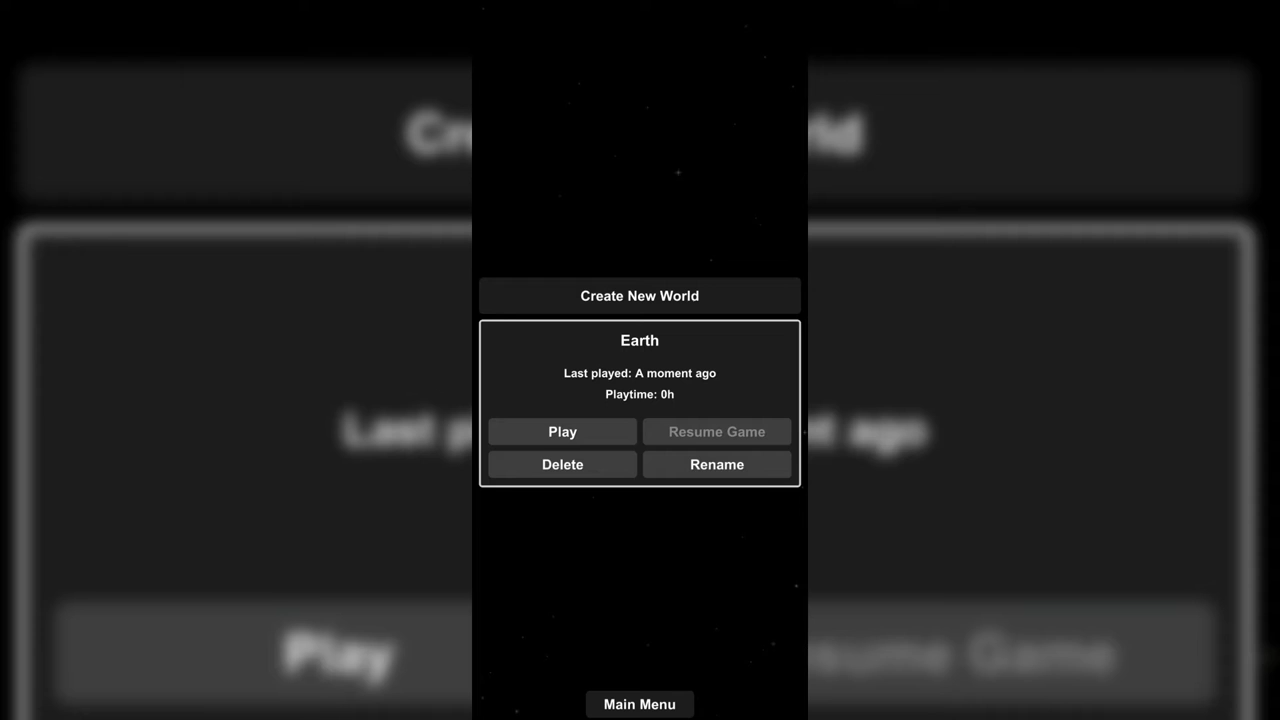 Create New World
Earth
Last played: A moment ago
Playtime: 0h
Play
Resume Game
Delete
Rename
Main Menu